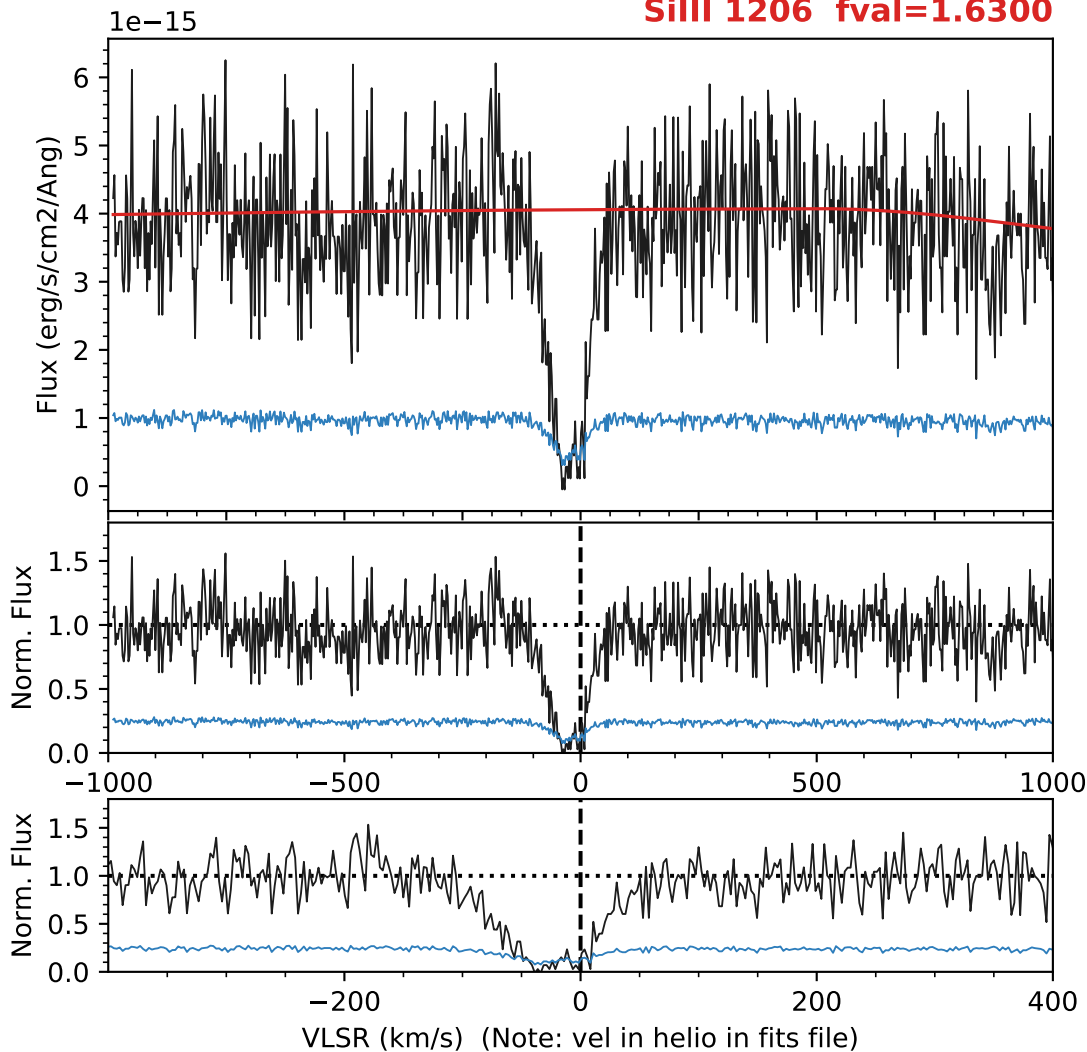 SiIII 1206 fval=1.6300
1e−15
6
5
4
3
2
1
0
Flux (erg/s/cm2/Ang)
1.5
1.0
0.5
0.0
Norm. Flux
−1000 −500 0 500 1000
1.5
1.0
0.5
0.0
Norm. Flux
−200 0 200 400
VLSR (km/s) (Note: vel in helio in fits file)